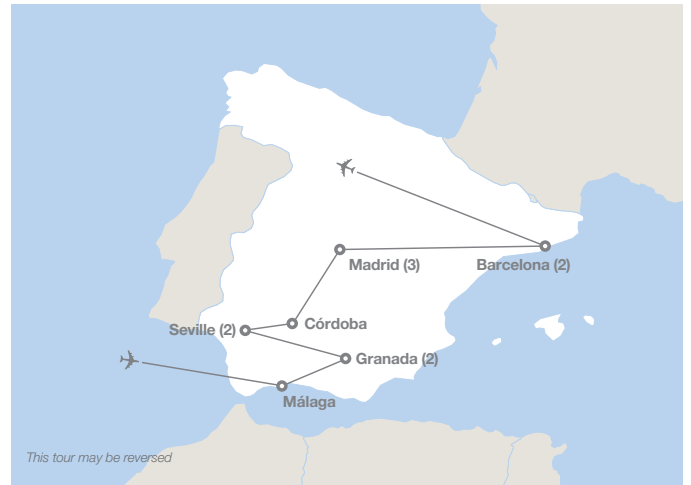 Madrid (3)
Barcelona (2)
Seville (2)
Córdoba
Granada (2)
Málaga
This tour may be reversed